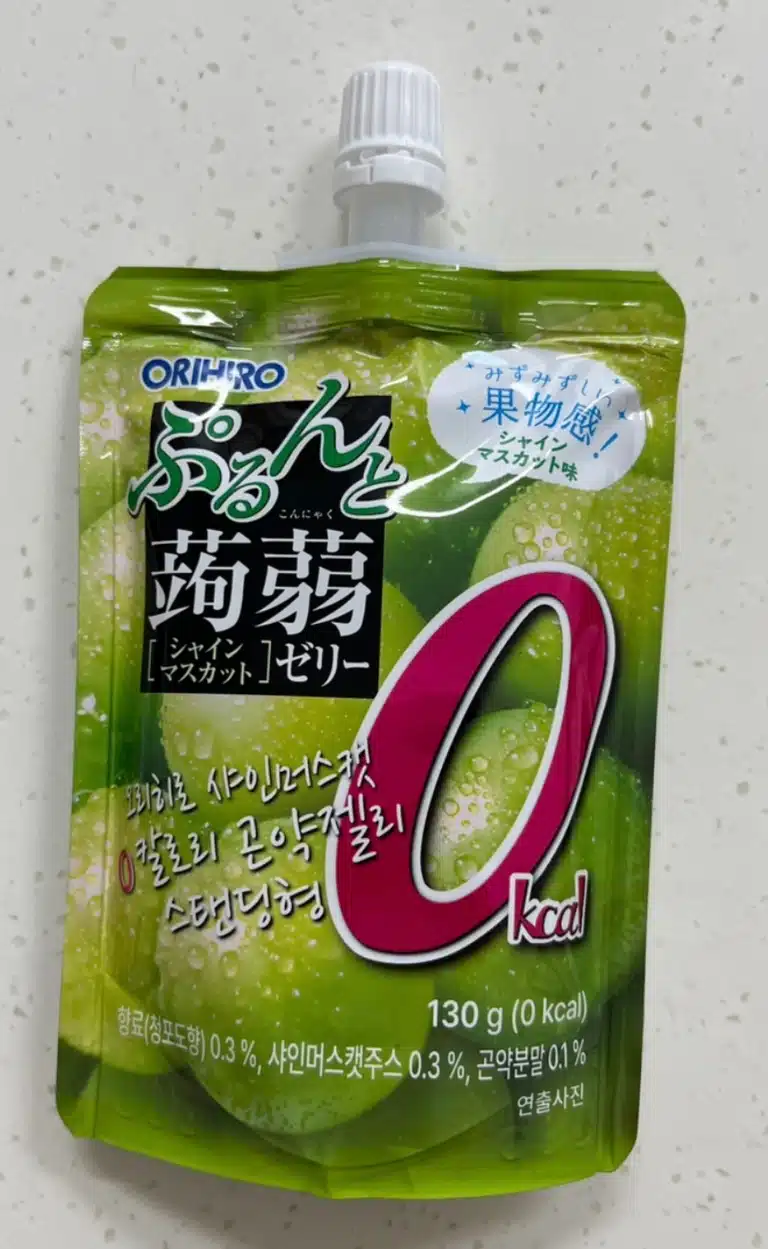 ORIHIRO
ぷるんと
こんにゃく
蒟蒻
[シャイン
マスカット]ゼリー
みずみずしい
果物感!
シャイン
マスカット味
오리히로 샤인머스캣
0칼로리 곤약젤리
스탠딩형
0
kcal
130 g (0 kcal)
향료(청포도향) 0.3 %, 샤인머스캣주스 0.3 %, 곤약분말 0.1 %
연출사진